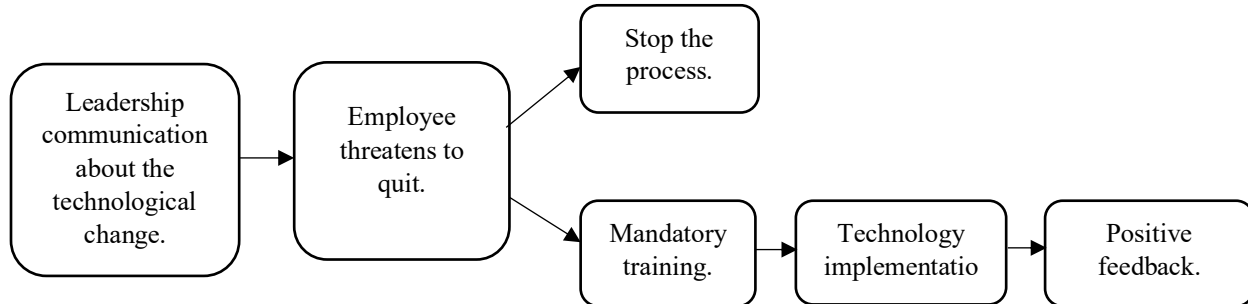 Leadership
communication
about the
technological
change.
Employee
threatens to
quit.
Stop the
process.
Mandatory
training.
Technology
implementatio
Positive
feedback.